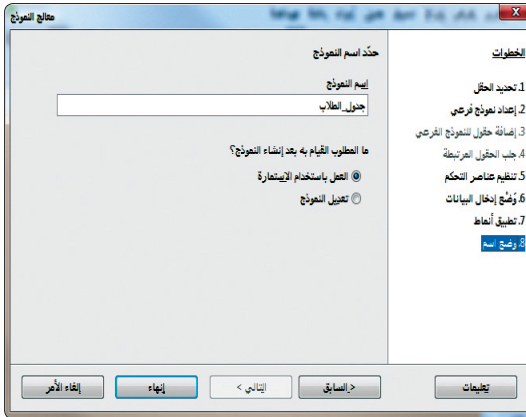 معالج النموذج
الخطوات
1. تحديد الحقل
2. إعداد نموذج فرعي
3. إضافة حقول للنموذج الفرعي
4. جلب الحقول المرتبطة
5. تنظيم عناصر التحكم
6. وُضْع إدخال البيانات
7. تطبيق أنماط
8. وضع اسم
حدّد اسم النموذج
اسم النموذج
جدول_الطلاب
ما المطلوب القيام به بعد إنشاء النموذج؟
العمل باستخدام الاستمارة
تعديل النموذج
تعليمات
< السابق
التالي >
إنهاء
إلغاء الأمر